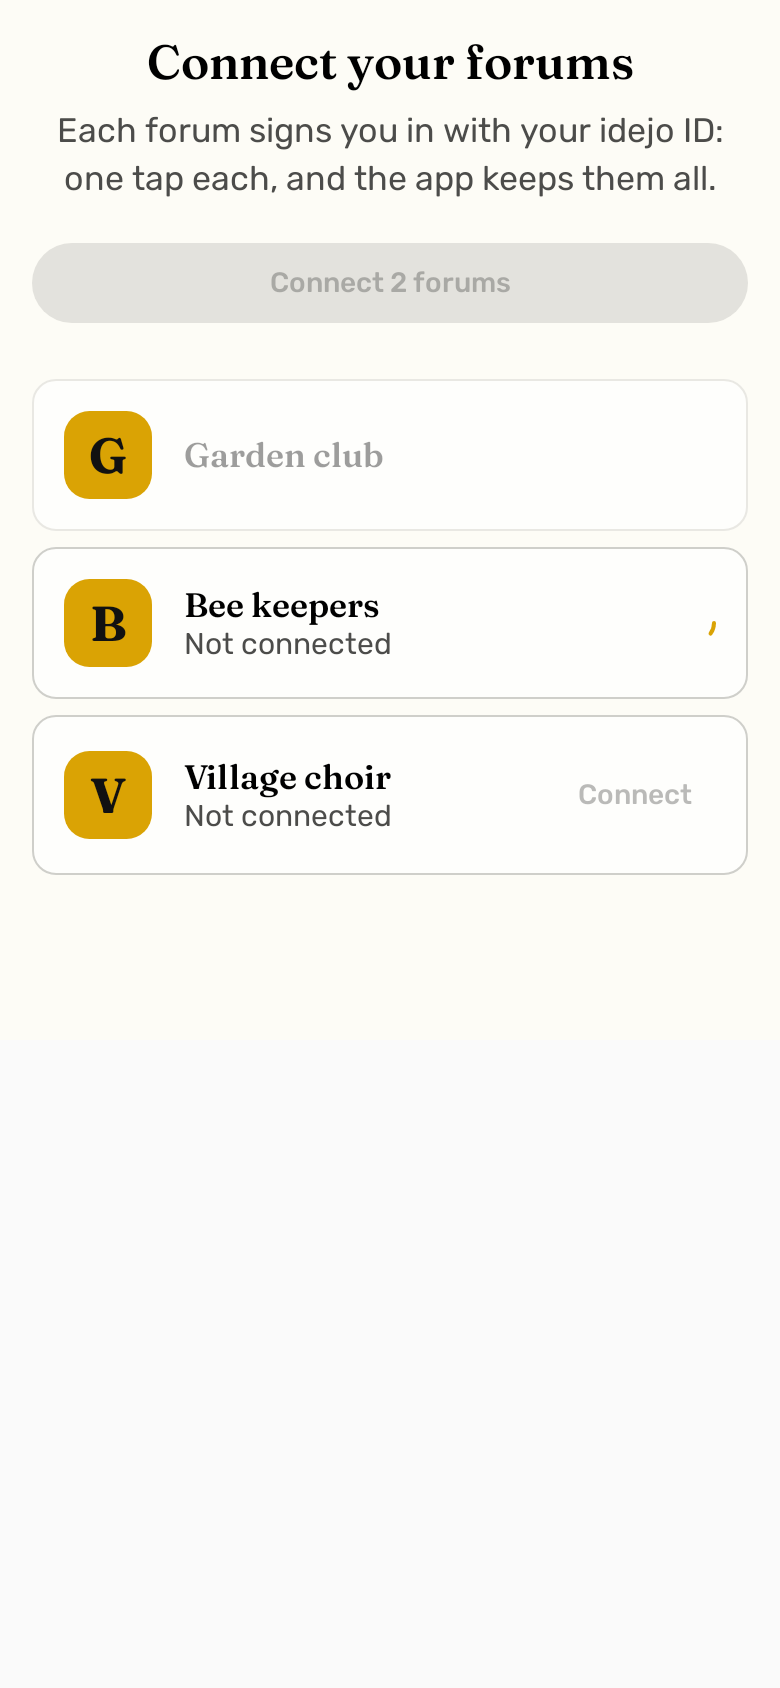 Connect your forums
Each forum signs you in with your idejo ID:
one tap each, and the app keeps them all.
Connect 2 forums
G
Garden club
B
Bee keepers
Not connected
V
Village choir
Not connected
Connect